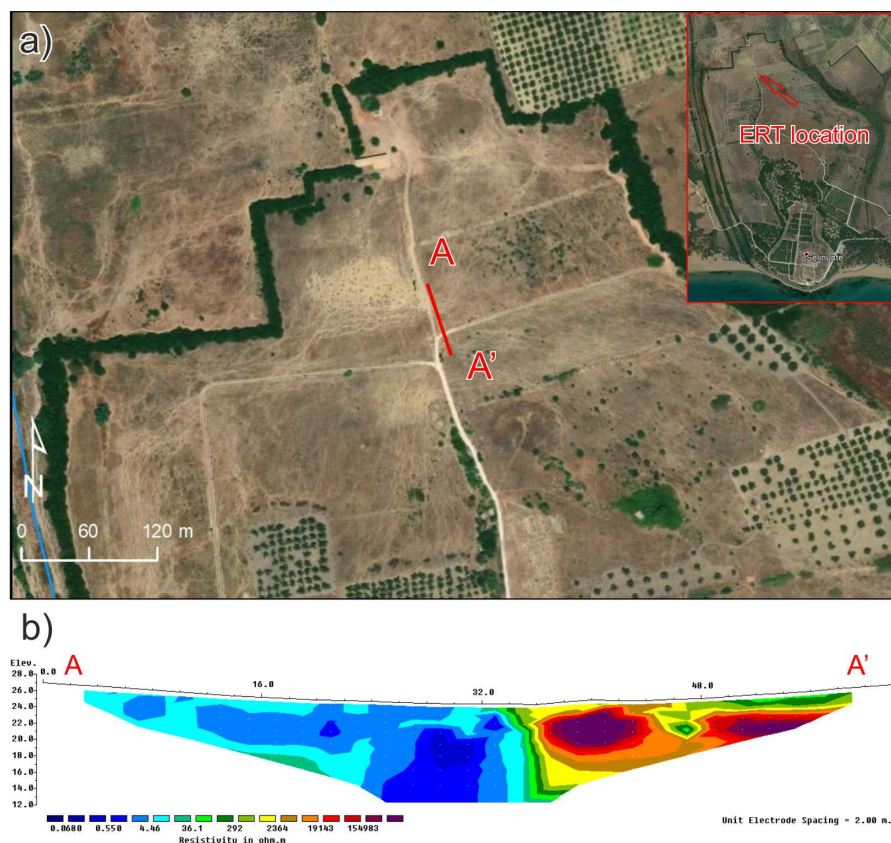 a)
ERT location
Selinunte
A
A'
N
0 60 120 m
b)
A
A'
Elev. 0.0 16.0 32.0 48.0
28.0
26.0
24.0
22.0
20.0
18.0
16.0
14.0
12.0
0.0680 0.550 4.46 36.1 292 2364 19143 154983
Resistivity in ohm.m
Unit Electrode Spacing = 2.00 m.